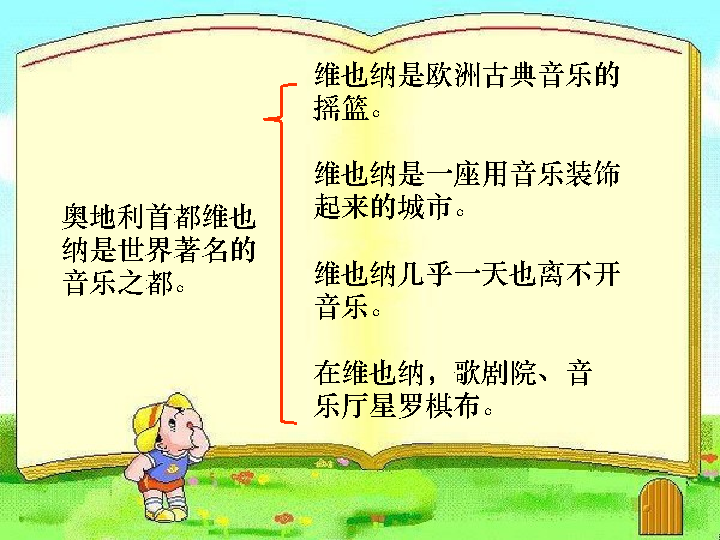 奥地利首都维也
纳是世界著名的
音乐之都。
维也纳是欧洲古典音乐的
摇篮。
维也纳是一座用音乐装饰
起来的城市。
维也纳几乎一天也离不开
音乐。
在维也纳，歌剧院、音
乐厅星罗棋布。